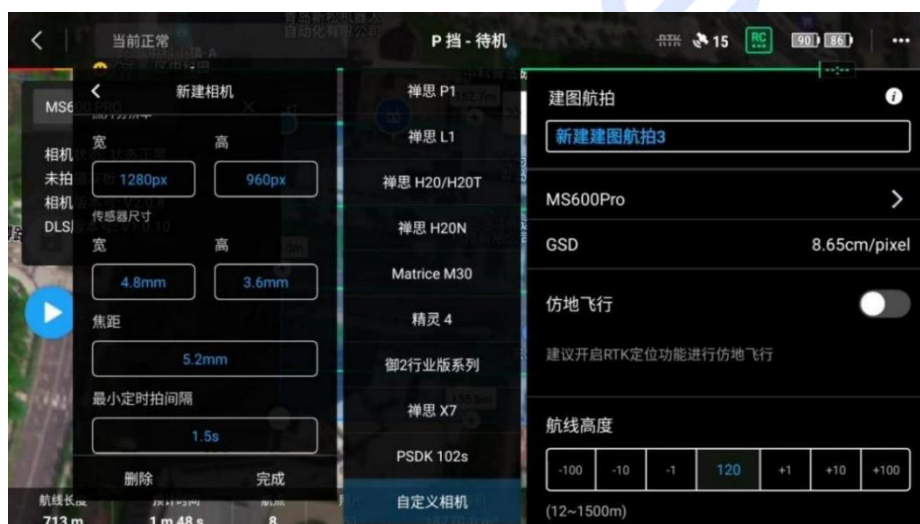 当前正常
P 挡 - 待机
RTK
15
RC
90
86
新建相机
宽 高
1280px 960px
传感器尺寸
宽 高
4.8mm 3.6mm
焦距
5.2mm
最小定时拍间隔
1.5s
删除 完成
禅思 P1
禅思 L1
禅思 H20/H20T
禅思 H20N
Matrice M30
精灵 4
御2行业版系列
禅思 X7
PSDK 102s
自定义相机
建图航拍
新建建图航拍3
MS600Pro
GSD 8.65cm/pixel
仿地飞行
建议开启RTK定位功能进行仿地飞行
航线高度
-100 -10 -1 120 +1 +10 +100
(12~1500m)
MS6
相机
未拍
相机
DLS
航线长度
713 m
1 m 48 s
8